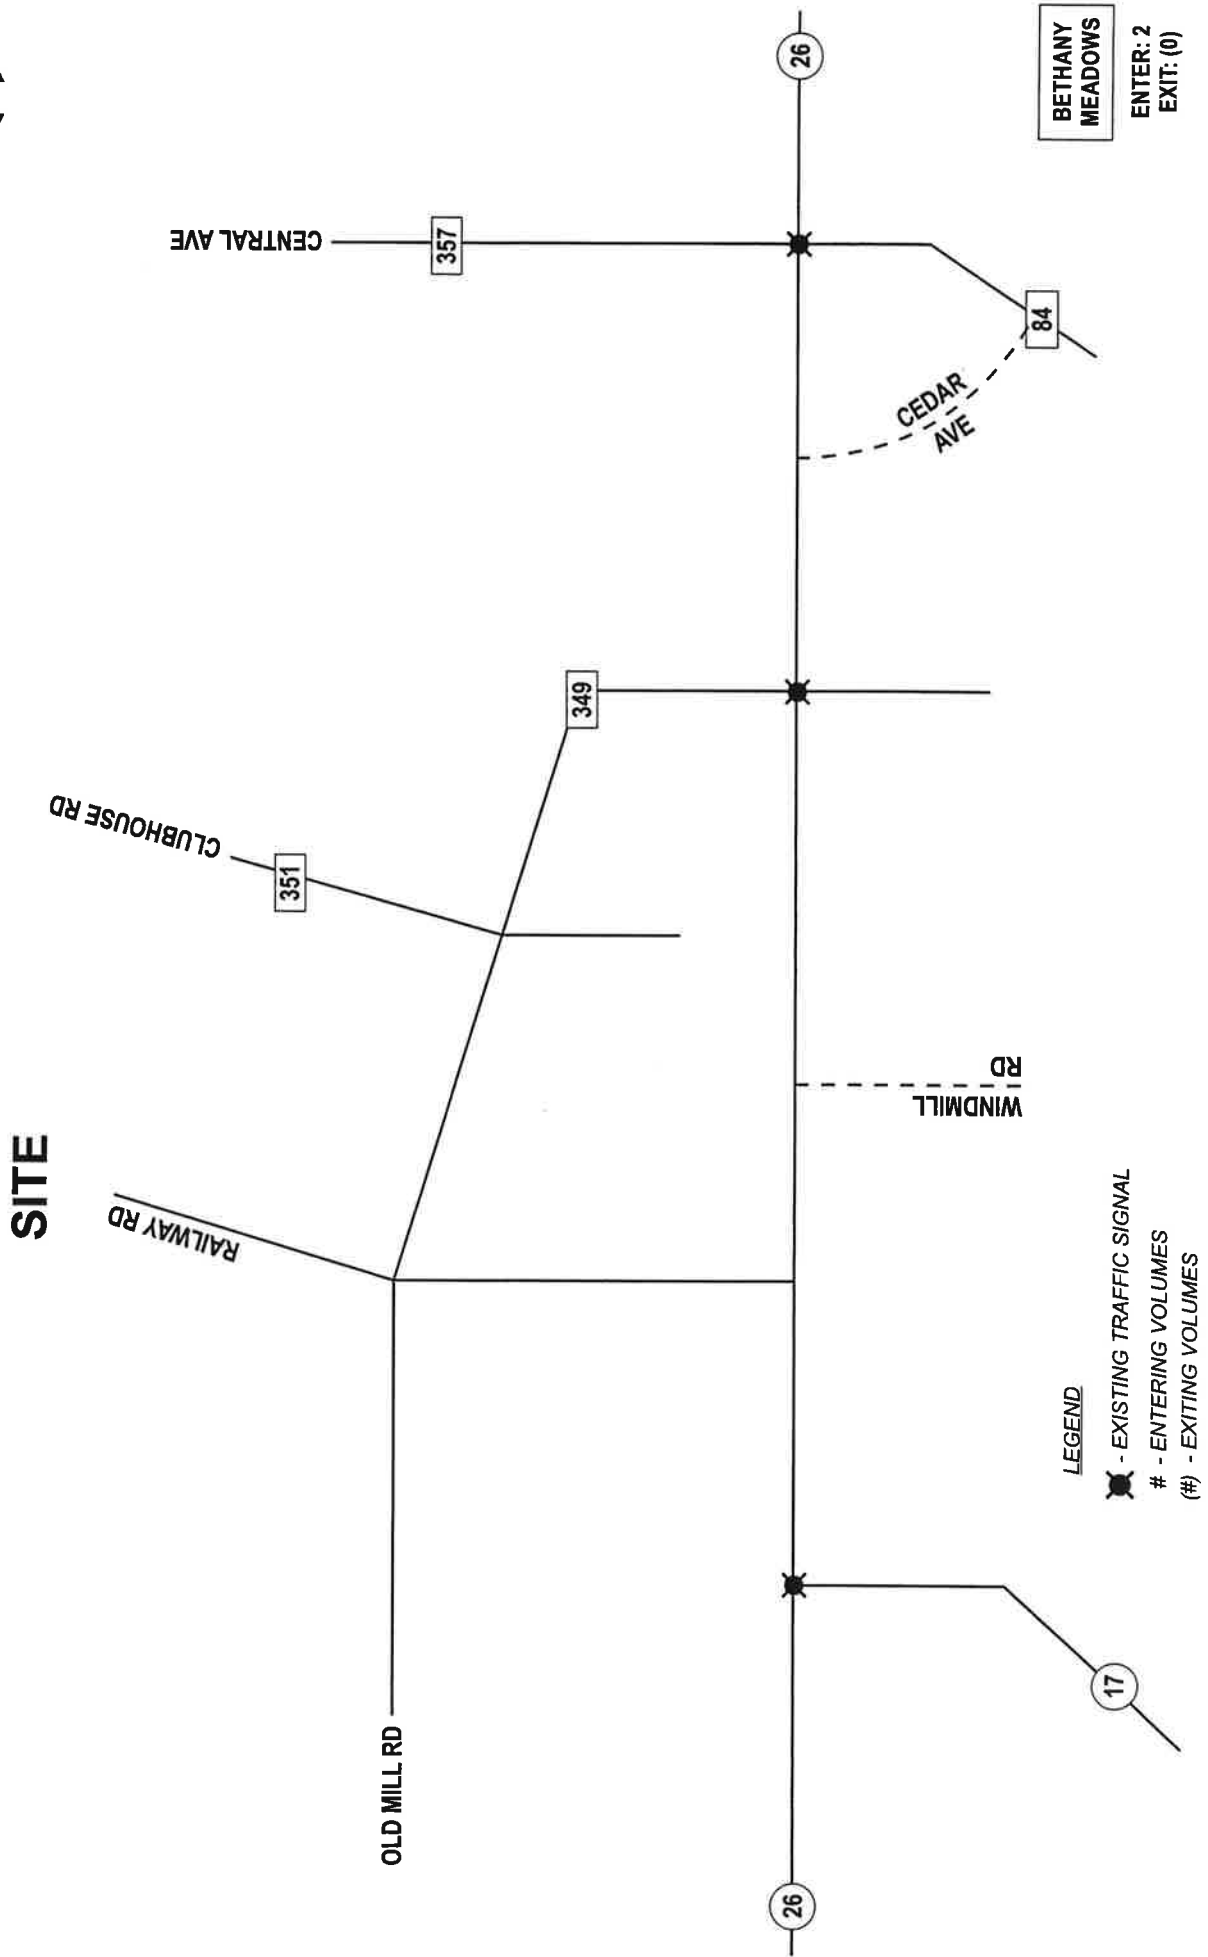 SITE
RAILWAY RD
CLUBHOUSE RD
351
CENTRAL AVE
357
349
OLD MILL RD
26
26
WINDMILL
RD
CEDAR
AVE
84
17
LEGEND
- EXISTING TRAFFIC SIGNAL
# - ENTERING VOLUMES
(#) - EXITING VOLUMES
BETHANY
MEADOWS
ENTER: 2
EXIT: (0)